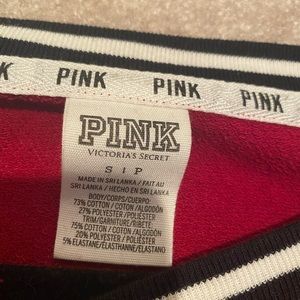 PINK PINK PINK
PINK
VICTORIA'S SECRET
S I P
MADE IN SRI LANKA / FAIT AU
SRI LANKA / HECHO EN SRI LANKA
BODY/CORPS/CUERPO:
73% COTTON / COTON /ALGODÓN
27% POLYESTER / POLIÉSTER
TRIM/GARNITURE/RIBETE:
75% COTTON / COTON /ALGODÓN
20% POLYESTER / POLIÉSTER
5% ELASTANE/ELASTHANNE/ELASTANO